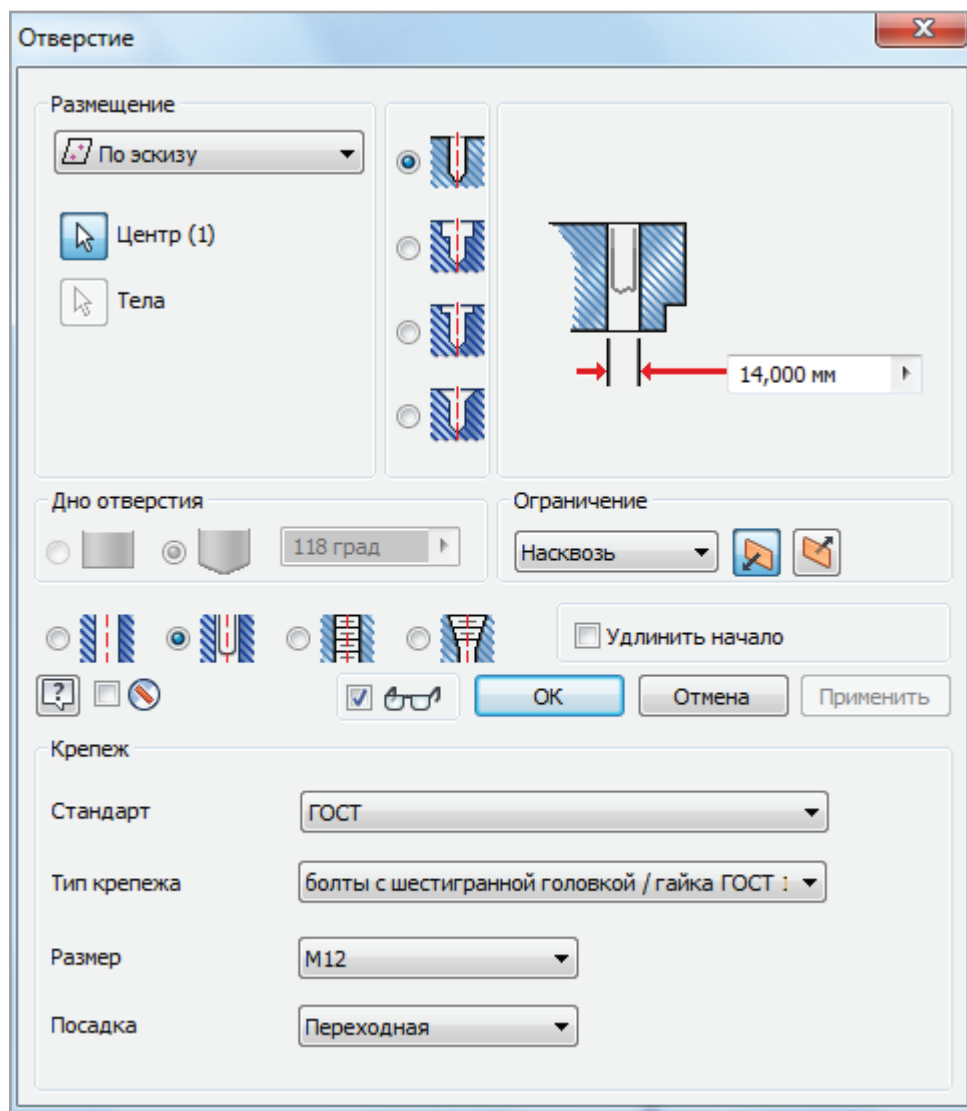 Отверстие
Размещение
По эскизу
Центр (1)
Тела
14,000 мм
Дно отверстия
118 град
Ограничение
Насквозь
Удлинить начало
ОК
Отмена
Применить
Крепеж
Стандарт
ГОСТ
Тип крепежа
болты с шестигранной головкой / гайка ГОСТ
Размер
M12
Посадка
Переходная